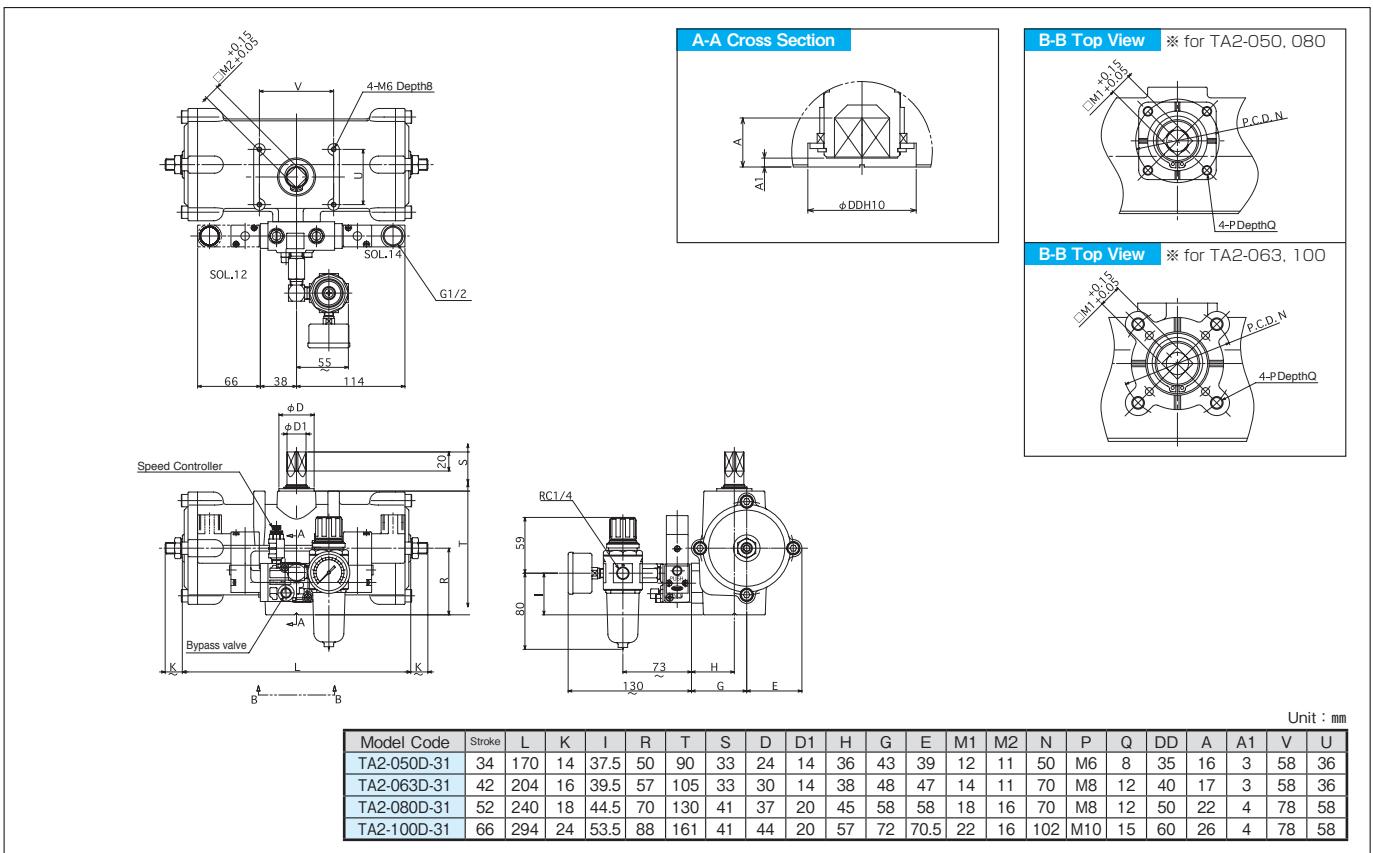 □M2 +0.15 +0.05
V
4-M6 Depth8
U
SOL.12
SOL.14
G1/2
55
66
38
114
A-A Cross Section
A
A1
φDDH10
B-B Top View ※ for TA2-050, 080
□M1 +0.15 +0.05
P.C.D. N
4-PDepthQ
B-B Top View ※ for TA2-063, 100
□M1 +0.15 +0.05
P.C.D. N
4-PDepthQ
φD
φD1
20
S
Speed Controller
A
T
R
Bypass valve
A
K
L
K
B
B
RC1/4
59
80
I
PUSH
73
H
130
G
E
Unit : mm
Model Code Stroke L K I R T S D D1 H G E M1 M2 N P Q DD A A1 V U
TA2-050D-31 34 170 14 37.5 50 90 33 24 14 36 43 39 12 11 50 M6 8 35 16 3 58 36
TA2-063D-31 42 204 16 39.5 57 105 33 30 14 38 48 47 14 11 70 M8 12 40 17 3 58 36
TA2-080D-31 52 240 18 44.5 70 130 41 37 20 45 58 58 18 16 70 M8 12 50 22 4 78 58
TA2-100D-31 66 294 24 53.5 88 161 41 44 20 57 72 70.5 22 16 102 M10 15 60 26 4 78 58